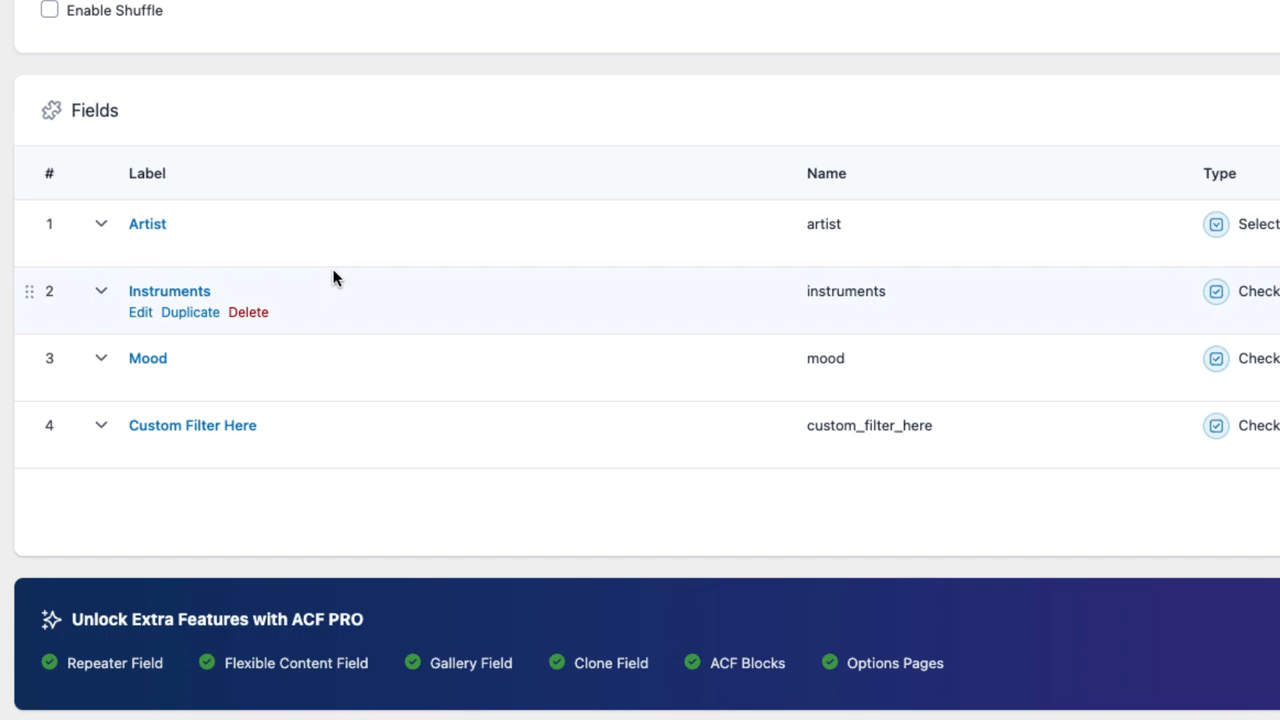 Enable Shuffle
Fields
# Label Name Type
1 Artist artist Select
2 Instruments instruments Check
Edit Duplicate Delete
3 Mood mood Check
4 Custom Filter Here custom_filter_here Check
Unlock Extra Features with ACF PRO
Repeater Field Flexible Content Field Gallery Field Clone Field ACF Blocks Options Pages